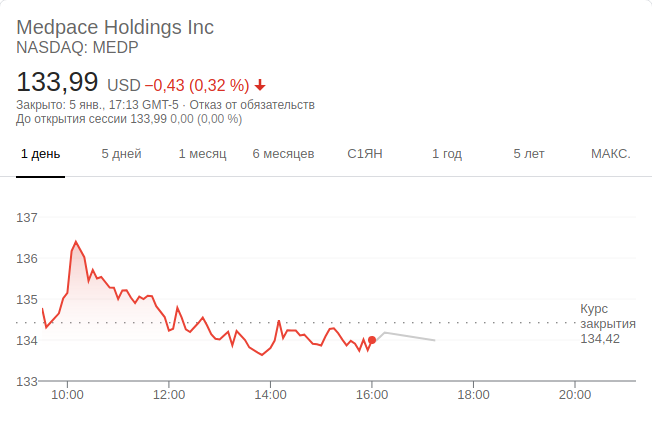 Medpace Holdings Inc
NASDAQ: MEDP
133,99 USD −0,43 (0,32 %)
Закрыто: 5 янв., 17:13 GMT-5 · Отказ от обязательств
До открытия сессии 133,99 0,00 (0,00 %)
1 день 5 дней 1 месяц 6 месяцев С1ЯН 1 год 5 лет МАКС.
137
136
135
134
133
Курс
закрытия
134,42
10:00 12:00 14:00 16:00 18:00 20:00